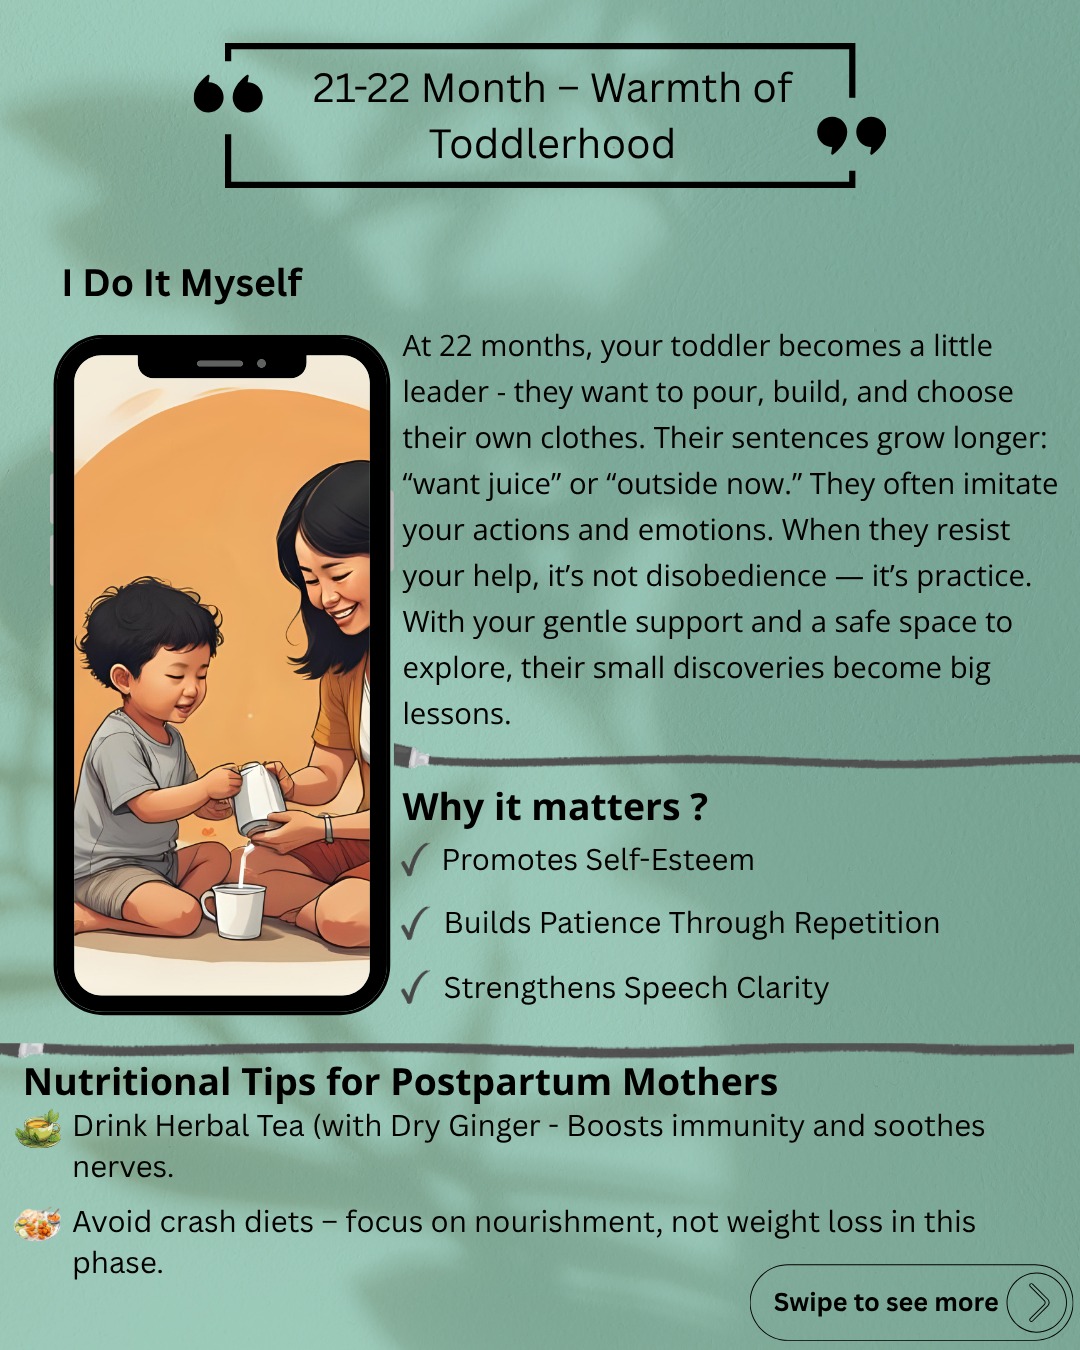 21-22 Month – Warmth of
Toddlerhood
I Do It Myself
At 22 months, your toddler becomes a little
leader - they want to pour, build, and choose
their own clothes. Their sentences grow longer:
“want juice” or “outside now.” They often imitate
your actions and emotions. When they resist
your help, it’s not disobedience — it’s practice.
With your gentle support and a safe space to
explore, their small discoveries become big
lessons.
Why it matters ?
Promotes Self-Esteem
Builds Patience Through Repetition
Strengthens Speech Clarity
Nutritional Tips for Postpartum Mothers
Drink Herbal Tea (with Dry Ginger - Boosts immunity and soothes
nerves.
Avoid crash diets – focus on nourishment, not weight loss in this
phase.
Swipe to see more